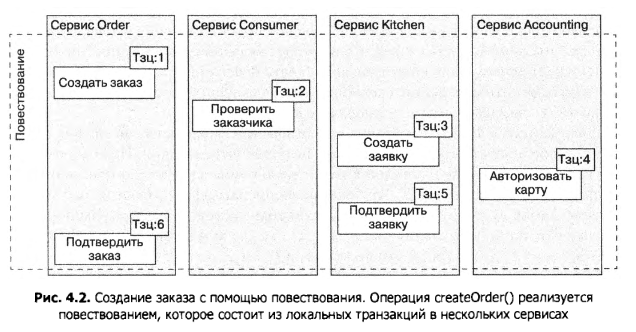 Сервис Order
Сервис Consumer
Сервис Kitchen
Сервис Accounting
Повествование
Тзц:1
Создать заказ
Тзц:2
Проверить
заказчика
Тзц:3
Создать
заявку
Тзц:4
Авторизовать
карту
Тзц:5
Подтвердить
заявку
Тзц:6
Подтвердить
заказ
Рис. 4.2. Создание заказа с помощью повествования. Операция createOrder() реализуется
повествованием, которое состоит из локальных транзакций в нескольких сервисах